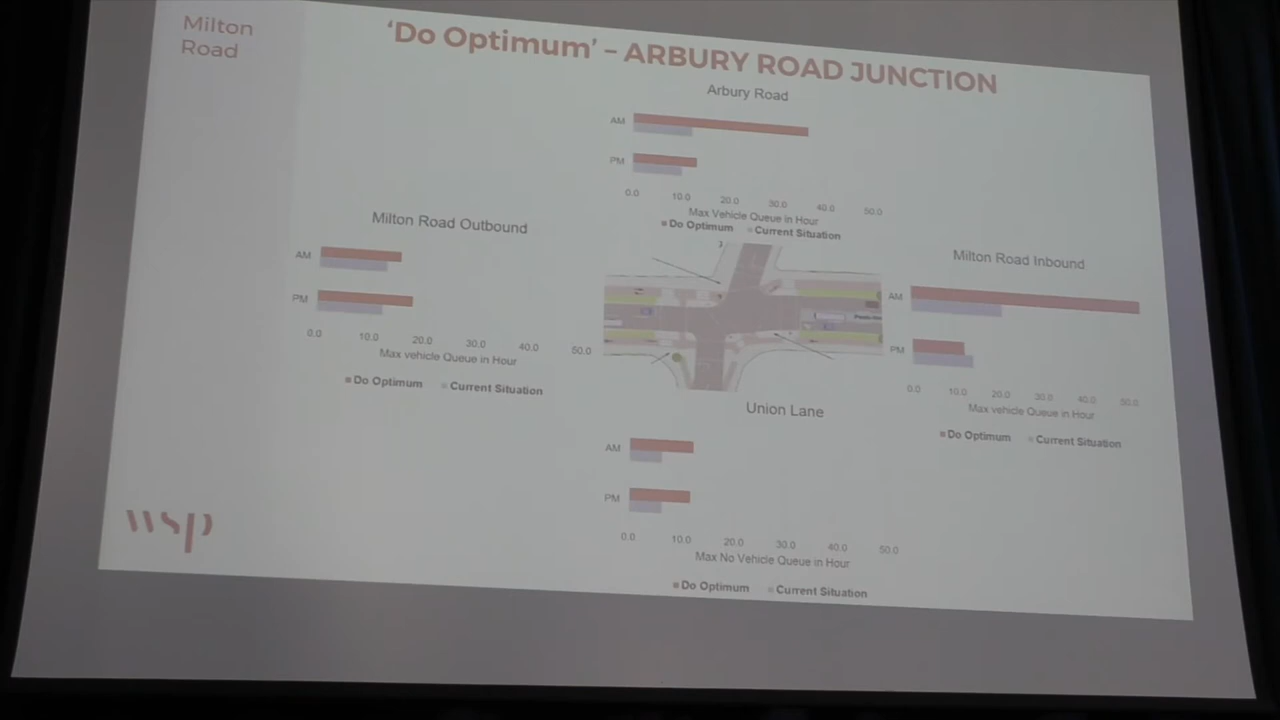 Milton
Road
'Do Optimum' – ARBURY ROAD JUNCTION
Arbury Road
AM
PM
0.0 10.0 20.0 30.0 40.0 50.0
Max Vehicle Queue in Hour
Do Optimum Current Situation
Milton Road Outbound
AM
PM
0.0 10.0 20.0 30.0 40.0 50.0
Max vehicle Queue in Hour
Do Optimum Current Situation
Milton Road Inbound
AM
PM
0.0 10.0 20.0 30.0 40.0 50.0
Max vehicle Queue in Hour
Do Optimum Current Situation
Union Lane
AM
PM
0.0 10.0 20.0 30.0 40.0 50.0
Max No Vehicle Queue in Hour
Do Optimum Current Situation
wsp